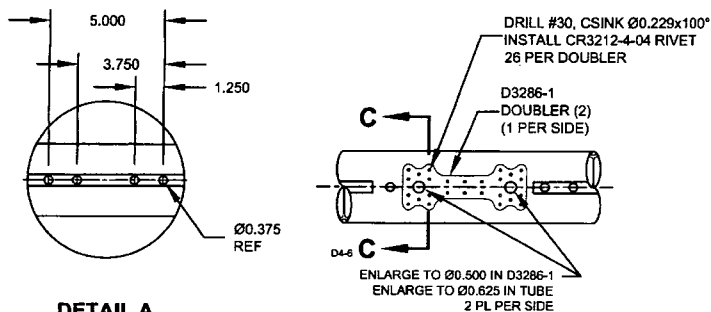 5.000
3.750
1.250
Ø0.375
REF
DETAIL A
DRILL #30, CSINK Ø0.229x100°
INSTALL CR3212-4-04 RIVET
26 PER DOUBLER
D3286-1
DOUBLER (2)
(1 PER SIDE)
C
D4-6 C
ENLARGE TO Ø0.500 IN D3286-1
ENLARGE TO Ø0.625 IN TUBE
2 PL PER SIDE